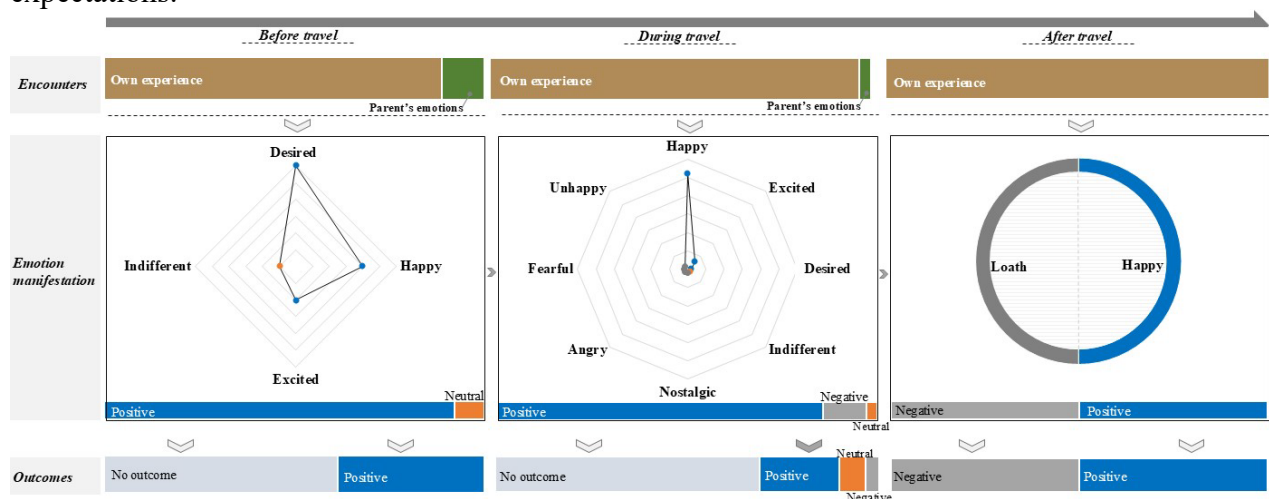 expectations.
Before travel
During travel
After travel
Encounters
Own experience
Parent's emotions
Own experience
Parent's emotions
Own experience
Emotion
manifestation
Desired
Indifferent
Happy
Excited
Neutral
Positive
Happy
Unhappy
Excited
Fearful
Desired
Angry
Indifferent
Nostalgic
Negative
Positive
Neutral
Loath
Happy
Negative
Positive
Outcomes
No outcome
Positive
No outcome
Positive
Neutral
Negative
Negative
Positive